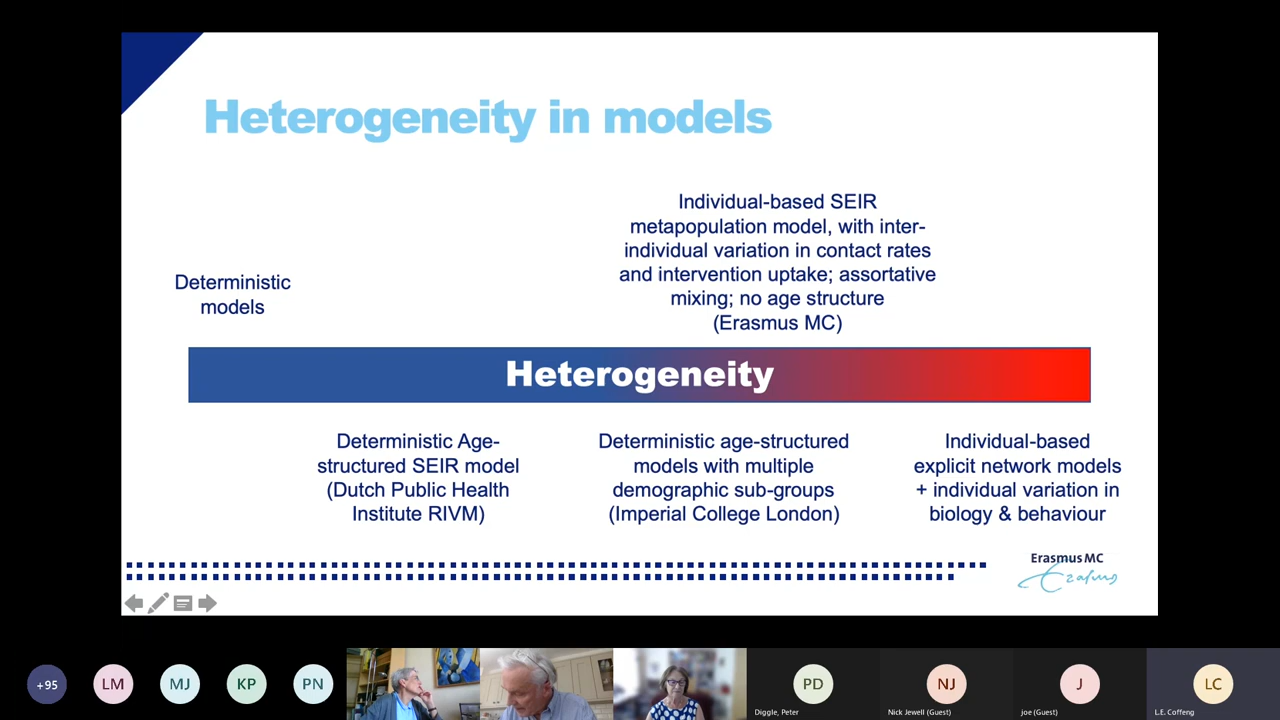 Heterogeneity in models
Individual-based SEIR
metapopulation model, with inter-
individual variation in contact rates
and intervention uptake; assortative
mixing; no age structure
(Erasmus MC)
Deterministic
models
Heterogeneity
Deterministic Age-
structured SEIR model
(Dutch Public Health
Institute RIVM)
Deterministic age-structured
models with multiple
demographic sub-groups
(Imperial College London)
Individual-based
explicit network models
+ individual variation in
biology & behaviour
Erasmus MC
Erasmus
+95
LM
MJ
KP
PN
PD
Diggle, Peter
NJ
Nick Jewell (Guest)
J
joe (Guest)
LC
L.E. Coffeng